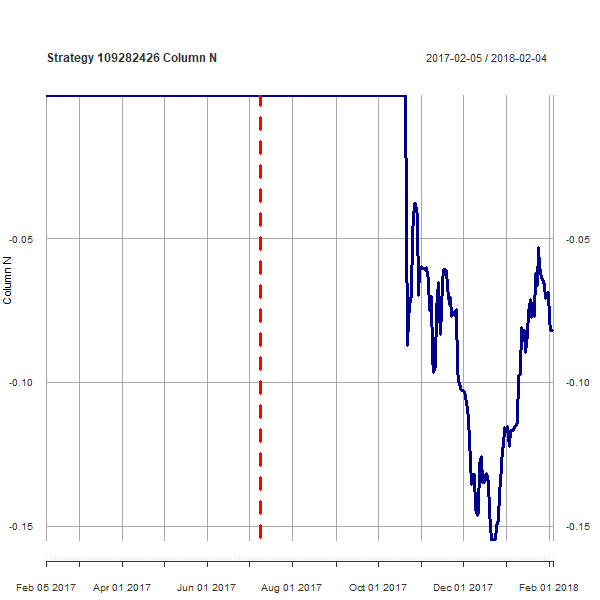 Strategy 109282426 Column N
2017-02-05 / 2018-02-04
-0.05
-0.05
Column N
-0.10
-0.10
-0.15
-0.15
Feb 05 2017
Apr 01 2017
Jun 01 2017
Aug 01 2017
Oct 01 2017
Dec 01 2017
Feb 01 2018